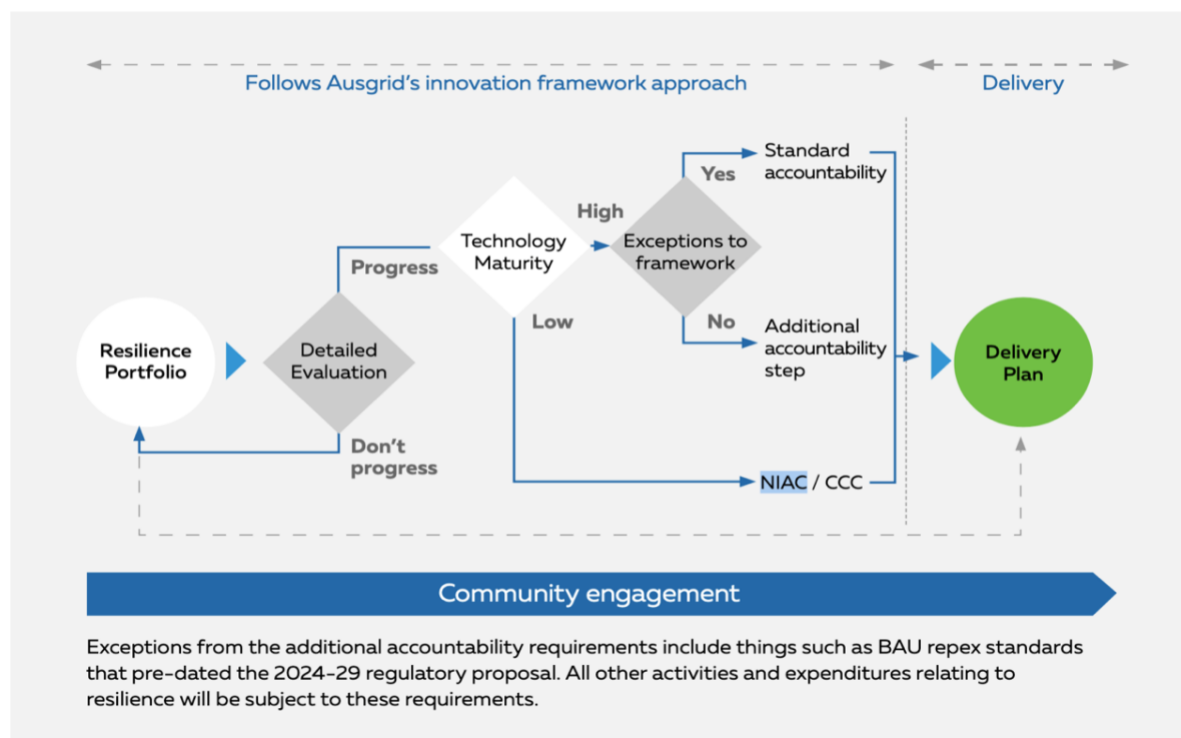 Follows Ausgrid's innovation framework approach
Delivery
Standard
accountability
Yes
High
Technology
Maturity
Exceptions to
framework
Progress
Low
No
Additional
accountability
step
Resilience
Portfolio
Detailed
Evaluation
Delivery
Plan
Don't
progress
NIAC / CCC
Community engagement
Exceptions from the additional accountability requirements include things such as BAU repex standards
that pre-dated the 2024-29 regulatory proposal. All other activities and expenditures relating to
resilience will be subject to these requirements.